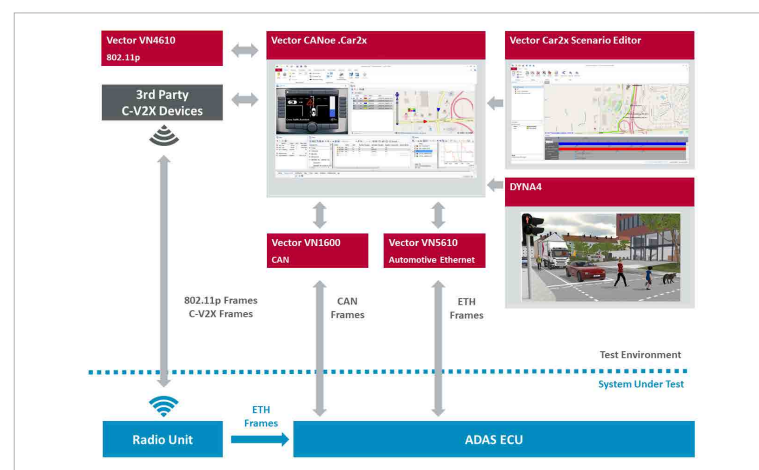 Vector VN4610
802.11p
Vector CANoe .Car2x
Vector Car2x Scenario Editor
3rd Party
C-V2X Devices
DYNA4
Vector VN1600
CAN
Vector VN5610
Automotive Ethernet
802.11p Frames
C-V2X Frames
CAN
Frames
ETH
Frames
Test Environment
System Under Test
ETH
Frames
Radio Unit
ADAS ECU